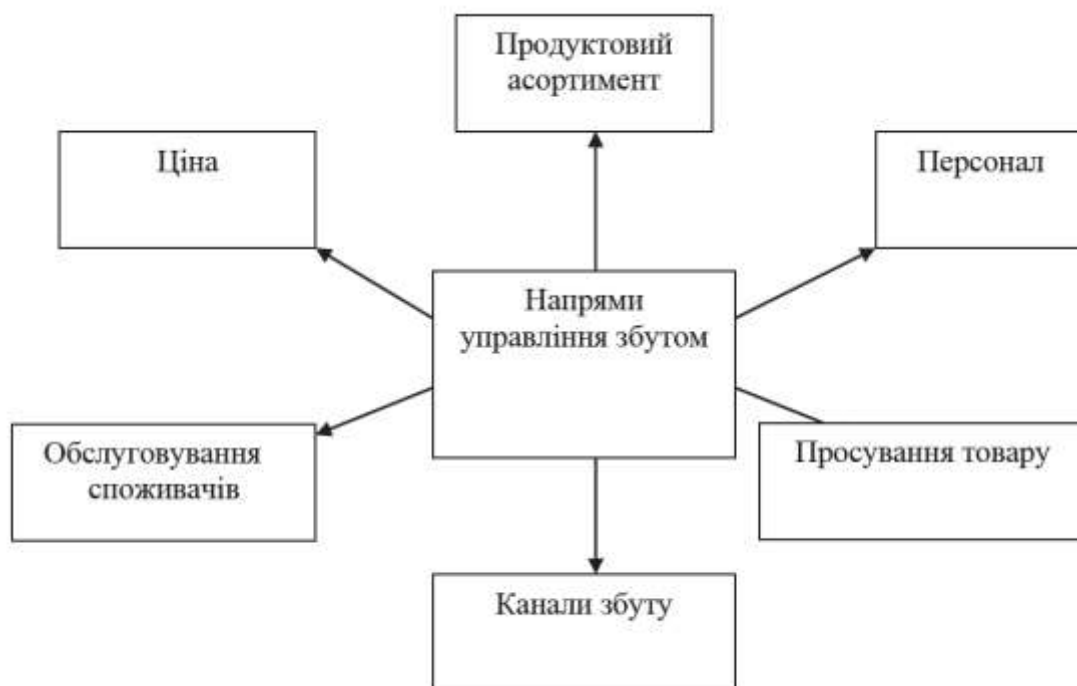 Продуктовий
асортимент
Ціна
Персонал
Напрями
управління збутом
Обслуговування
споживачів
Просування товару
Канали збуту